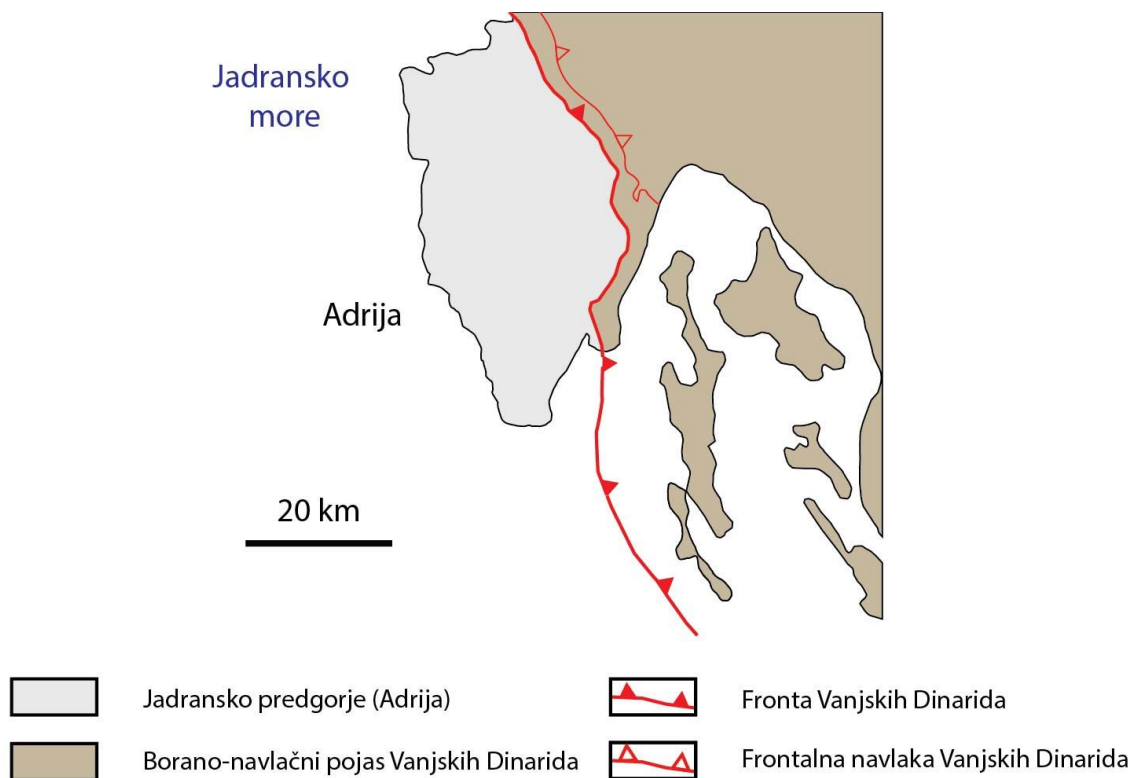 Jadransko
more
Adrija
20 km
Jadransko predgorje (Adrija)
Fronta Vanjskih Dinarida
Borano-navlačni pojas Vanjskih Dinarida
Frontalna navlaka Vanjskih Dinarida